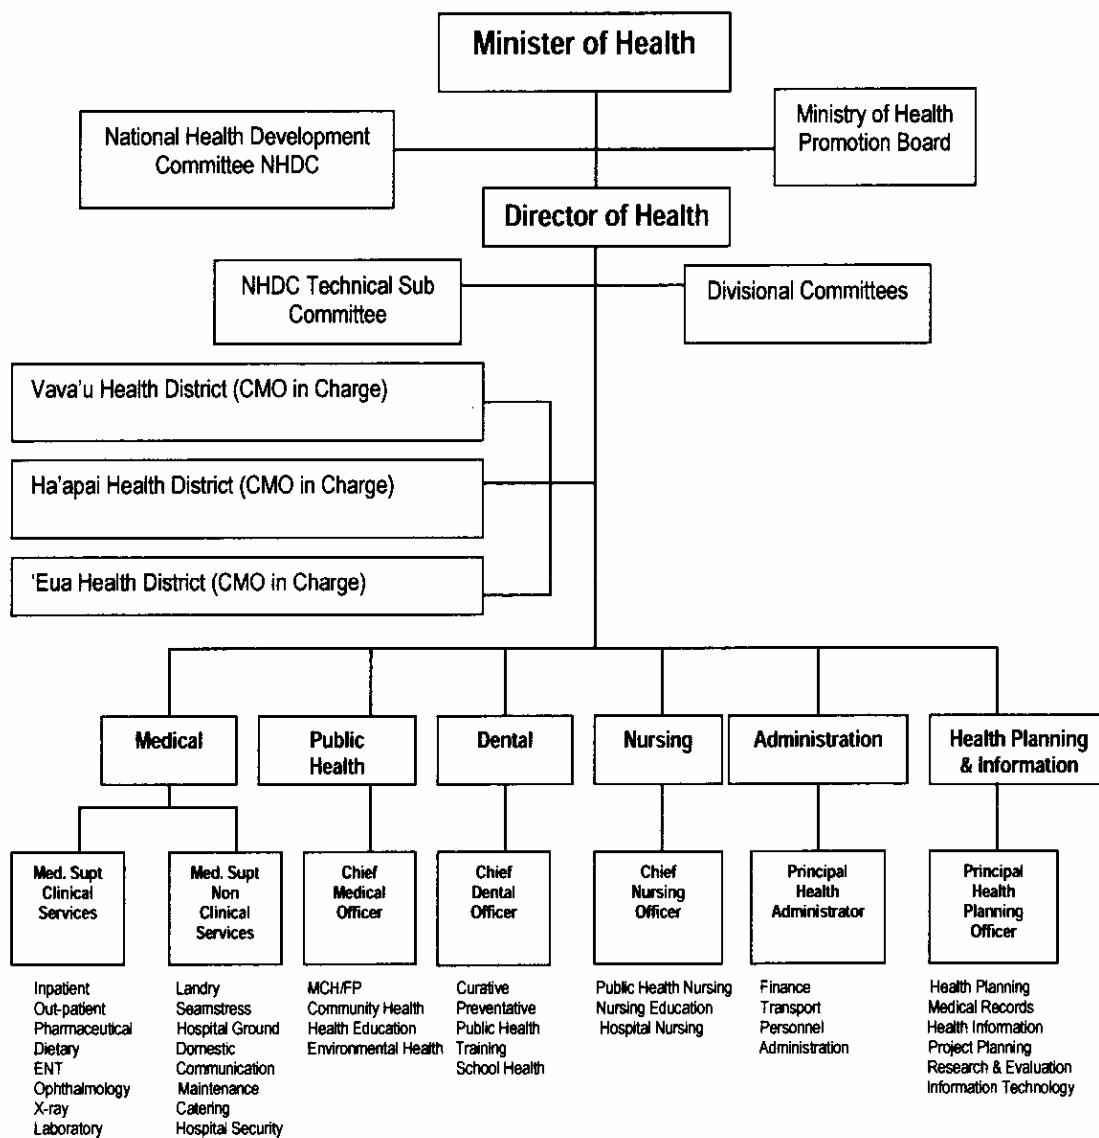 Minister of Health
National Health Development
Committee NHDC
Ministry of Health
Promotion Board
Director of Health
NHDC Technical Sub
Committee
Divisional Committees
Vava'u Health District (CMO in Charge)
Ha'apai Health District (CMO in Charge)
'Eua Health District (CMO in Charge)
Medical
Public
Health
Dental
Nursing
Administration
Health Planning
& Information
Med. Supt
Clinical
Services
Med. Supt
Non
Clinical
Services
Chief
Medical
Officer
Chief
Dental
Officer
Chief
Nursing
Officer
Principal
Health
Administrator
Principal
Health
Planning
Officer
Inpatient
Out-patient
Pharmaceutical
Dietary
ENT
Ophthalmology
X-ray
Laboratory
Landry
Seamstress
Hospital Ground
Domestic
Communication
Maintenance
Catering
Hospital Security
MCH/FP
Community Health
Health Education
Environmental Health
Curative
Preventative
Public Health
Training
School Health
Public Health Nursing
Nursing Education
Hospital Nursing
Finance
Transport
Personnel
Administration
Health Planning
Medical Records
Health Information
Project Planning
Research & Evaluation
Information Technology